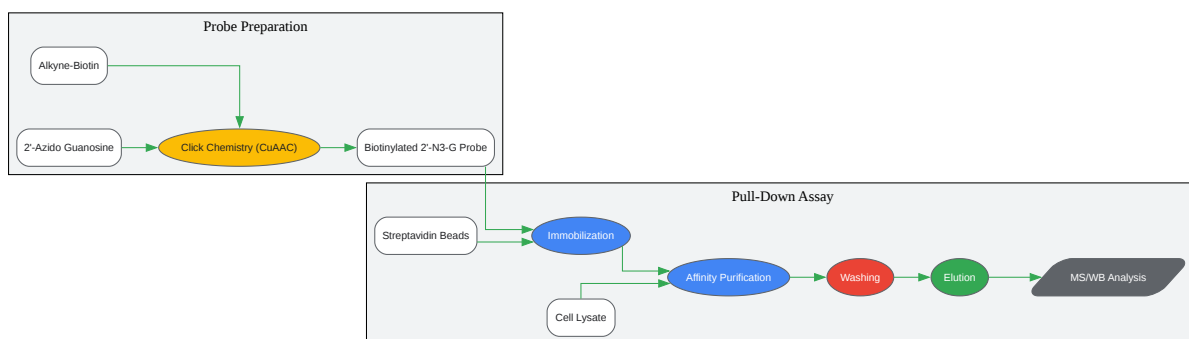 Probe Preparation
Alkyne-Biotin
2'-Azido Guanosine
Click Chemistry (CuAAC)
Biotinylated 2'-N3-G Probe
Pull-Down Assay
Streptavidin Beads
Immobilization
Affinity Purification
Washing
Elution
MS/WB Analysis
Cell Lysate